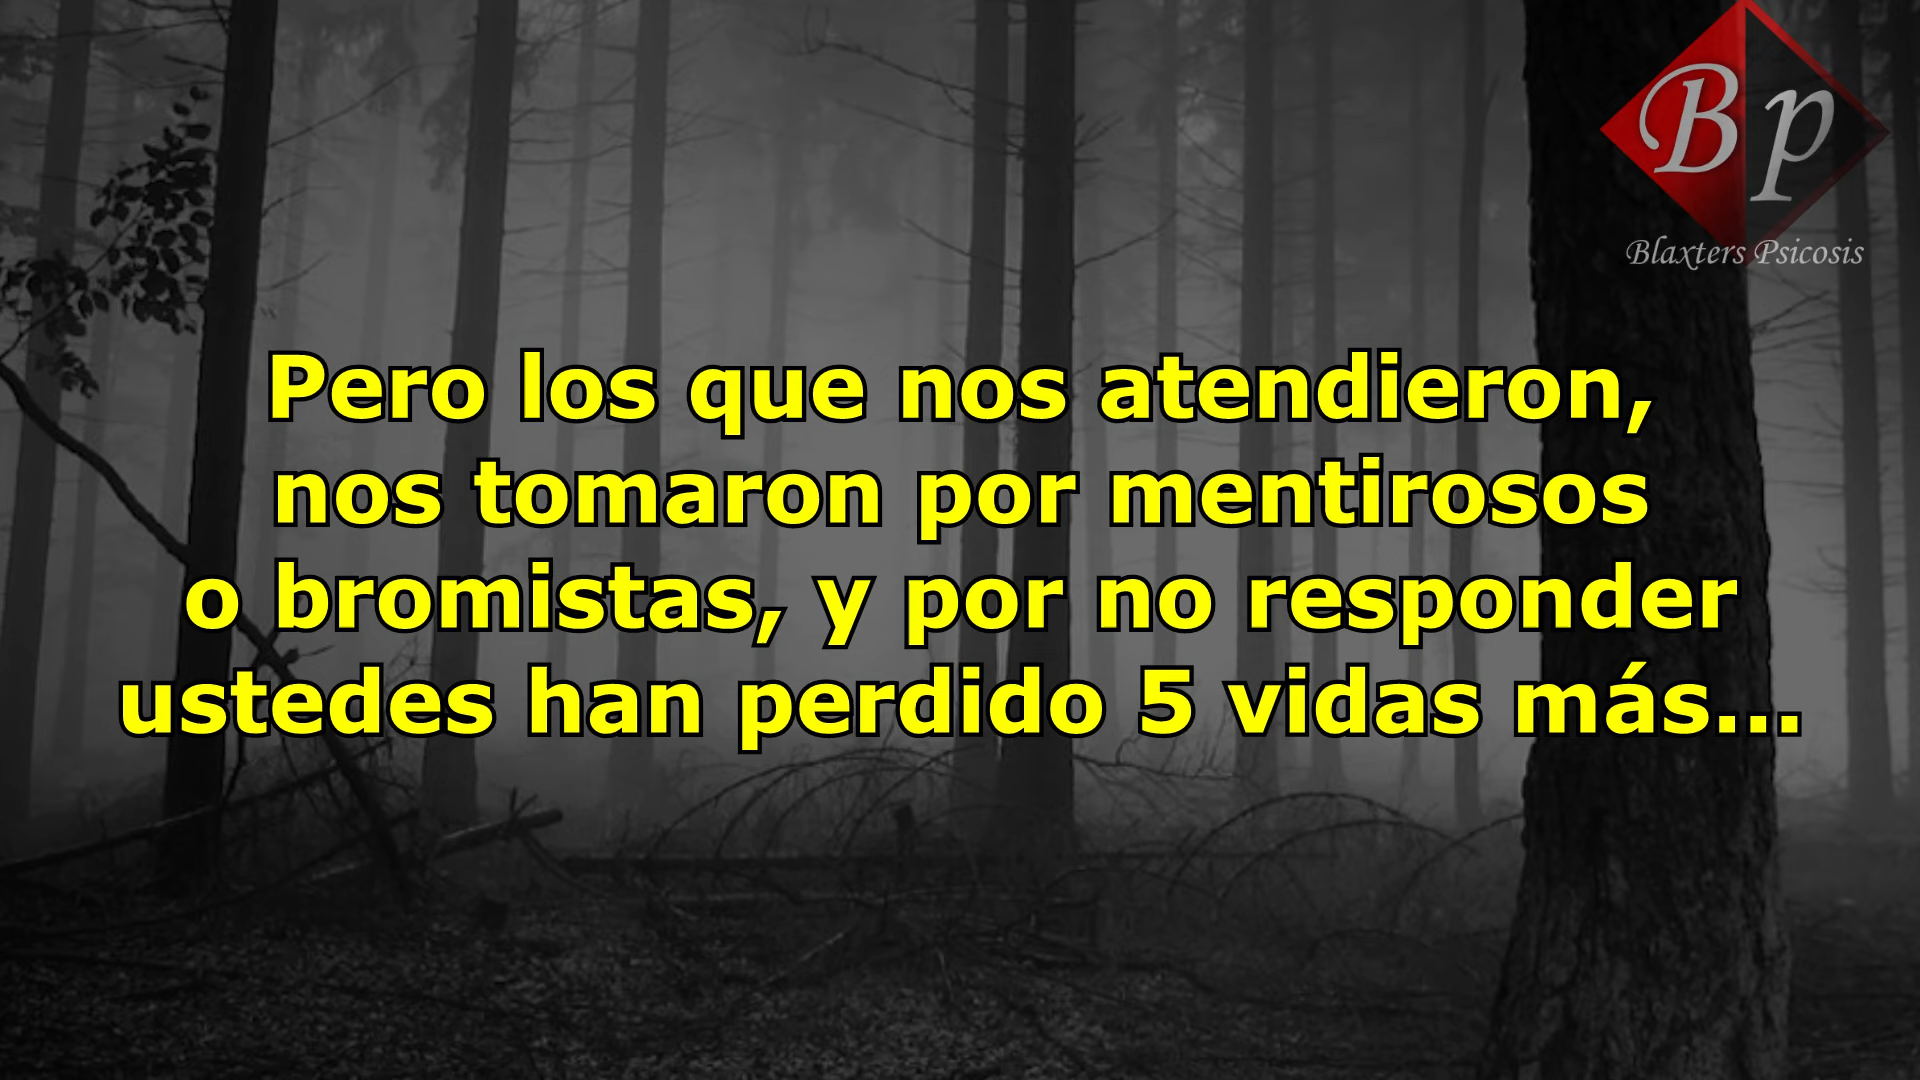 Bp
Blaxters Psicosis
Pero los que nos atendieron,
nos tomaron por mentirosos
o bromistas, y por no responder
ustedes han perdido 5 vidas más...